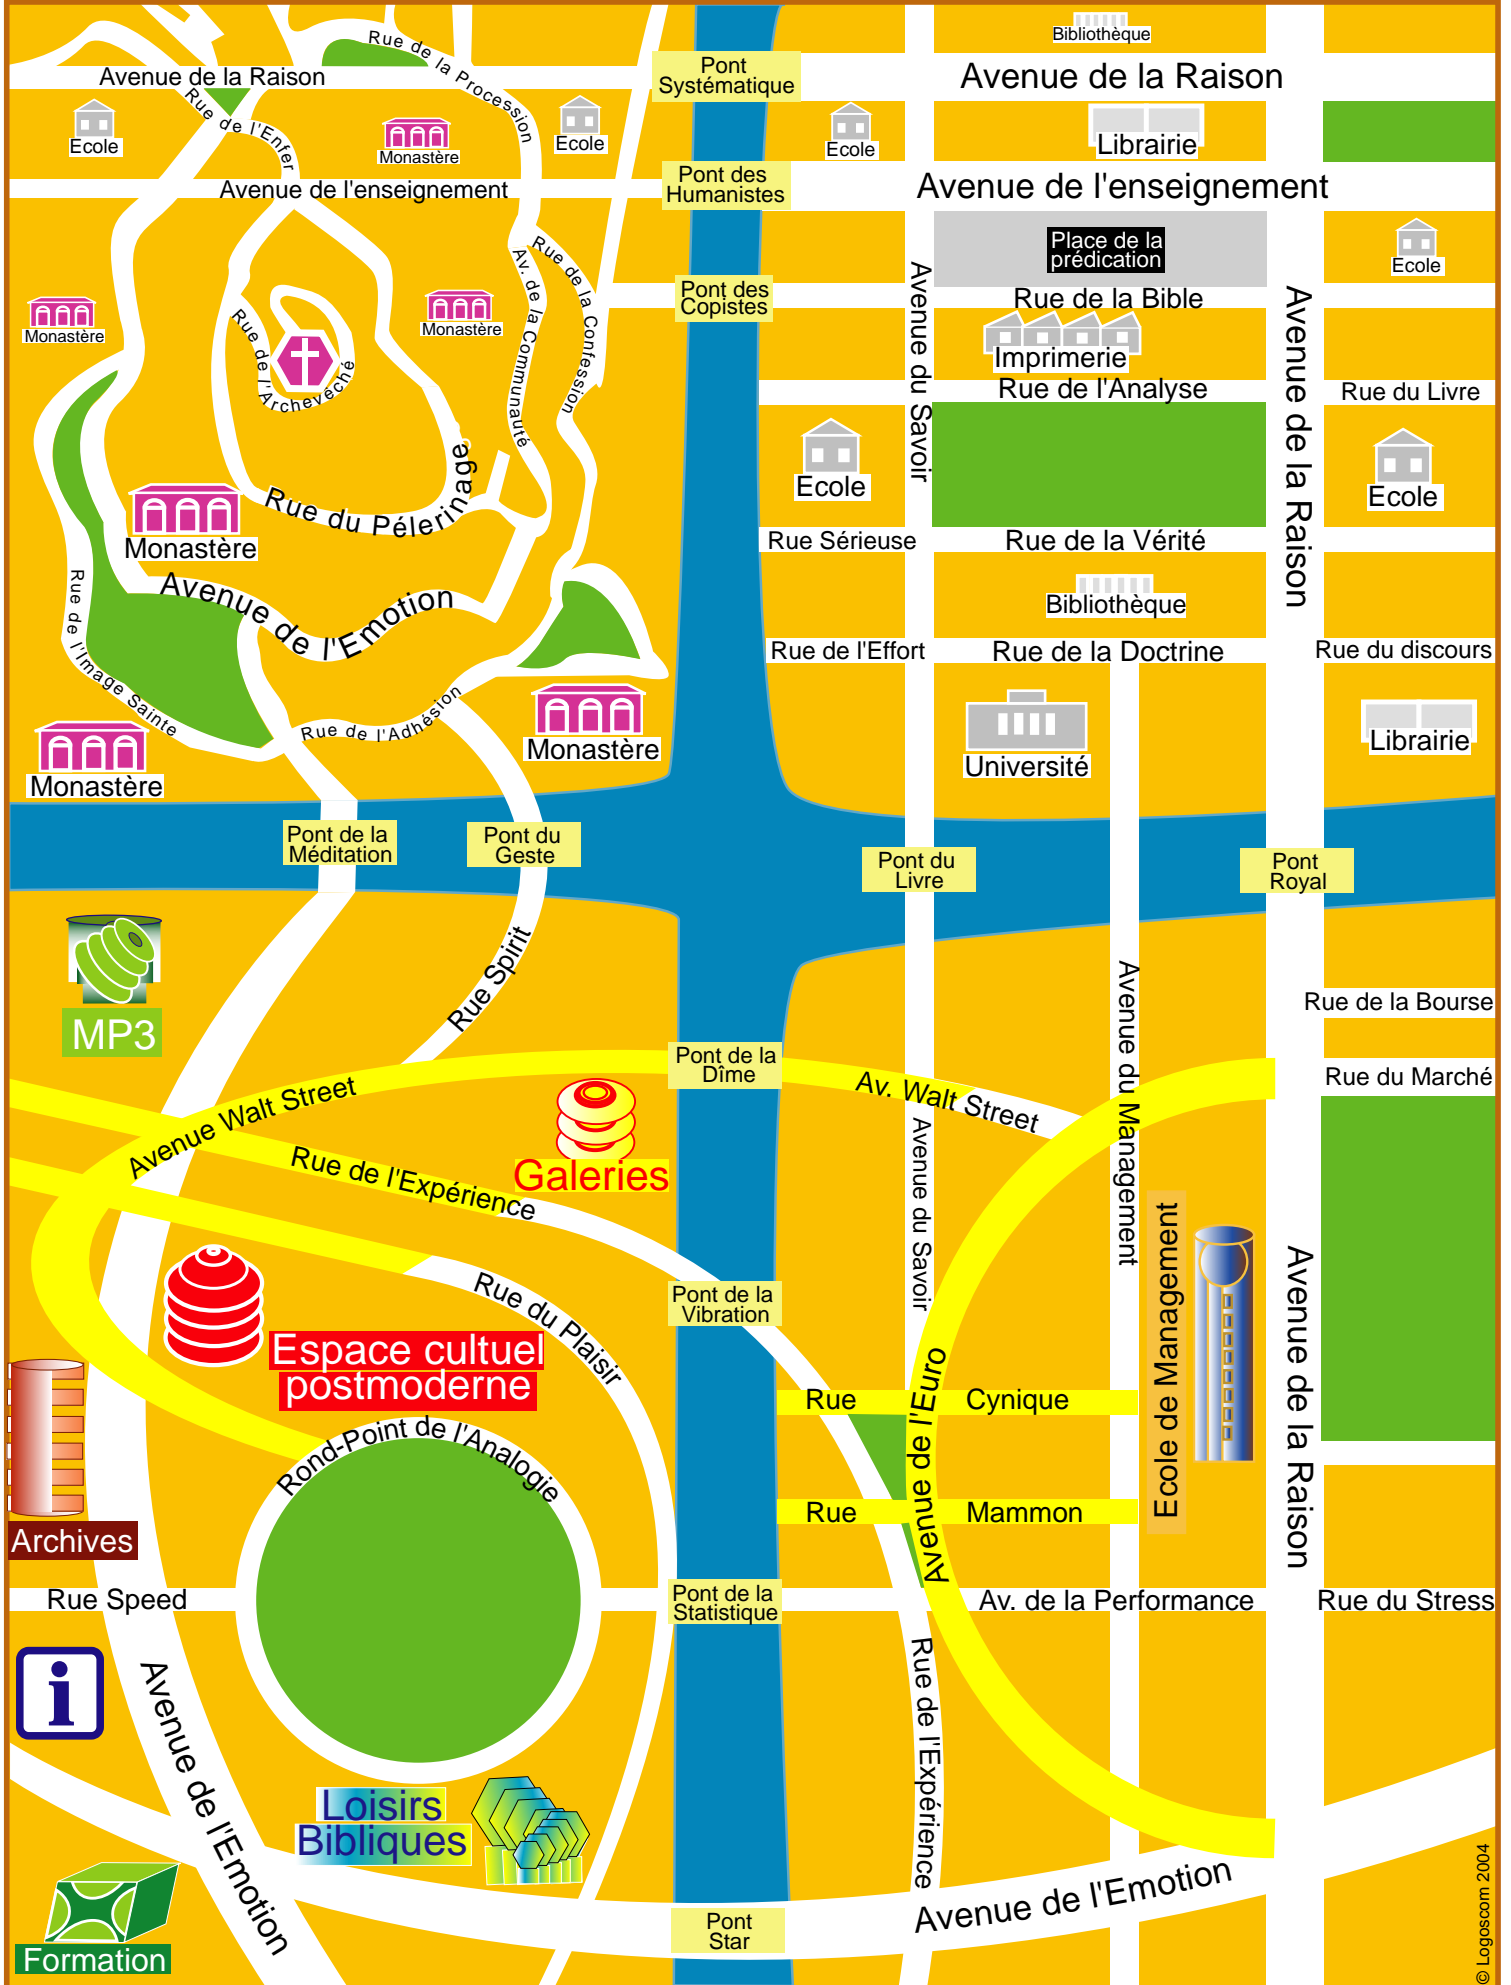 Bibliothèque
Rue de la Procession
Avenue de la Raison
Pont
Systématique
Avenue de la Raison
Rue de l'Enfer
Ecole
Monastère
Ecole
Ecole
Librairie
Avenue de l'enseignement
Pont des
Humanistes
Avenue de l'enseignement
Place de la
prédication
Ecole
Av. de la Communauté
Rue de la Confession
Avenue du Savoir
Pont des
Copistes
Rue de la Bible
Avenue de la Raison
Monastère
Monastère
Rue de l'Archevéché
Imprimerie
Rue de l'Analyse
Rue du Livre
Ecole
Ecole
Rue du Pélerinage
Monastère
Rue Sérieuse
Rue de la Vérité
Avenue de l'Emotion
Rue de l'Image Sainte
Bibliothèque
Rue de l'Effort
Rue de la Doctrine
Rue du discours
Rue de l'Adhésion
Monastère
Monastère
Université
Librairie
Pont de la
Méditation
Pont du
Geste
Pont du
Livre
Pont
Royal
Rue Spirit
MP3
Avenue du Management
Rue de la Bourse
Pont de la
Dîme
Avenue Walt Street
Av. Walt Street
Rue du Marché
Avenue du Savoir
Rue de l'Expérience
Galeries
Ecole de Management
Avenue de la Raison
Rue du Plaisir
Pont de la
Vibration
Espace cultuel
postmoderne
Avenue de l'Euro
Rue Cynique
Rond-Point de l'Analogie
Rue Mammon
Archives
Rue Speed
Pont de la
Statistique
Av. de la Performance
Rue du Stress
i
Avenue de l'Emotion
Rue de l'Expérience
Loisirs
Bibliques
Avenue de l'Emotion
Pont
Star
Formation
© Logoscom 2004